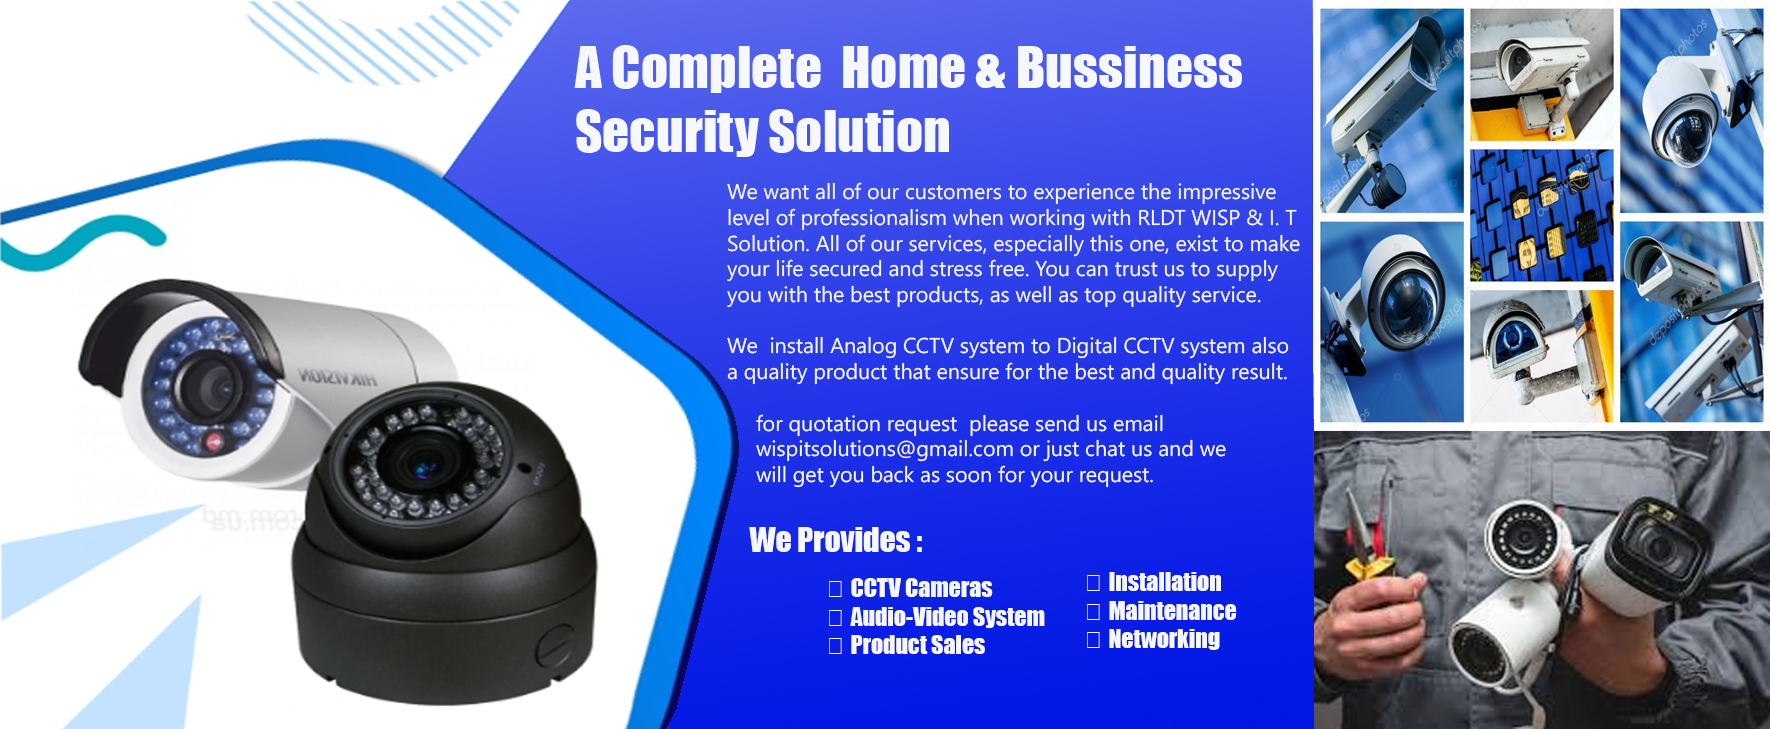 A Complete  Home & Bussiness
Security Solution
We want all of our customers to experience the impressive
level of professionalism when working with RLDT WISP & I. T
Solution. All of our services, especially this one, exist to make
your life secured and stress free. You can trust us to supply
you with the best products, as well as top quality service.
We  install Analog CCTV system to Digital CCTV system also
a quality product that ensure for the best and quality result.
for quotation request  please send us email
wispitsolutions@gmail.com or just chat us and we
will get you back as soon for your request.
We Provides :
CCTV Cameras
Audio-Video System
Product Sales
Installation
Maintenance
Networking
HIKVISION
depositphotos